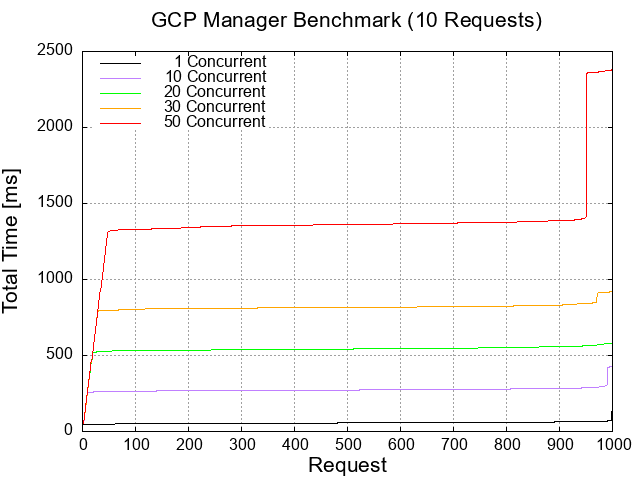 GCP Manager Benchmark (10 Requests)
2500
2000
1500
1000
500
0
Total Time [ms]
1 Concurrent
10 Concurrent
20 Concurrent
30 Concurrent
50 Concurrent
0 100 200 300 400 500 600 700 800 900 1000
Request